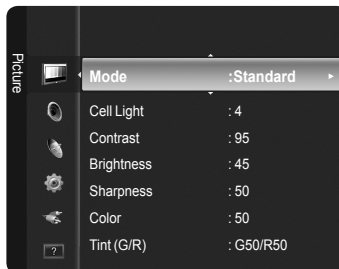 Picture
Mode :Standard
Cell Light : 4
Contrast : 95
Brightness : 45
Sharpness : 50
Color : 50
Tint (G/R) : G50/R50
?